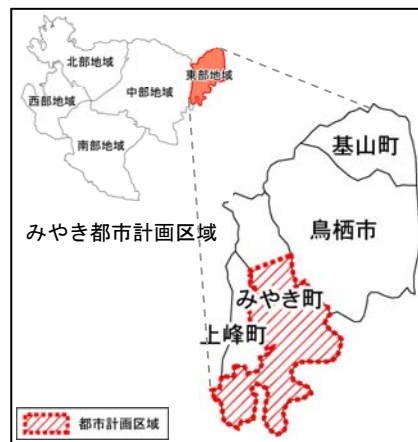 北部地域
東部地域
中部地域
西部地域
南部地域
基山町
みやき都市計画区域
鳥栖市
みやき町
上峰町
都市計画区域